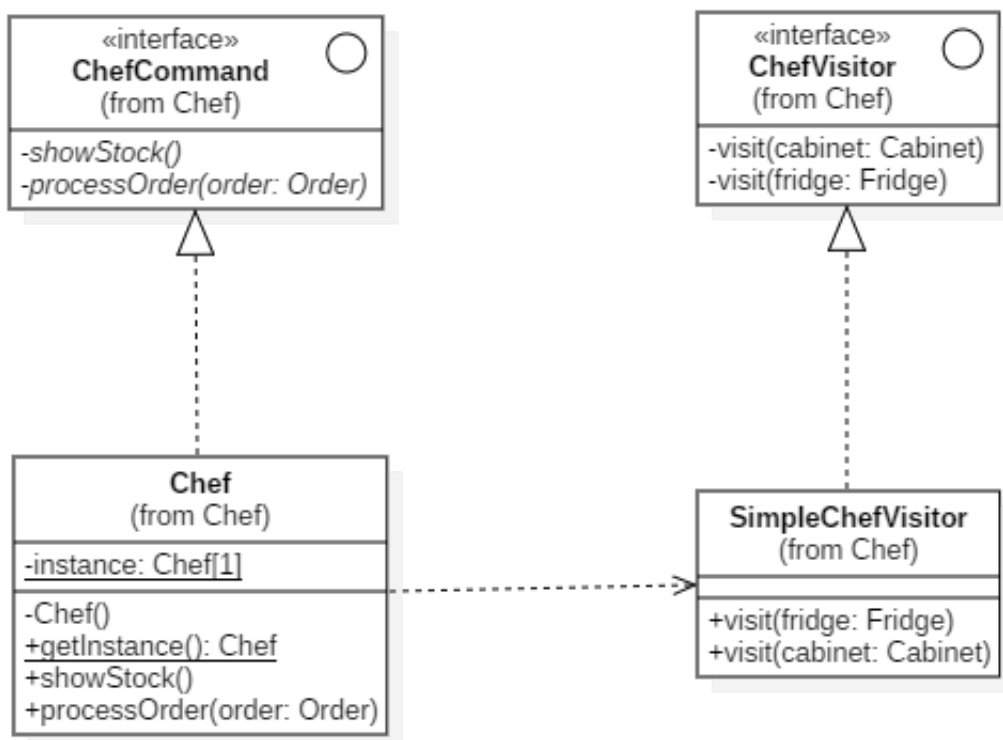 «interface»
ChefCommand
(from Chef)
-showStock()
-processOrder(order: Order)
«interface»
ChefVisitor
(from Chef)
-visit(cabinet: Cabinet)
-visit(fridge: Fridge)
Chef
(from Chef)
-instance: Chef[1]
-Chef()
+getInstance(): Chef
+showStock()
+processOrder(order: Order)
SimpleChefVisitor
(from Chef)
+visit(fridge: Fridge)
+visit(cabinet: Cabinet)